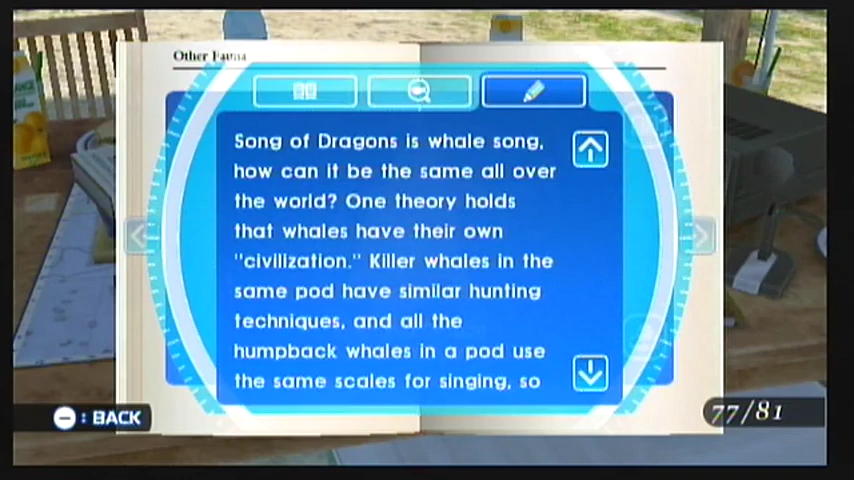 Other Fauna
Song of Dragons is whale song,
how can it be the same all over
the world? One theory holds
that whales have their own
"civilization." Killer whales in the
same pod have similar hunting
techniques, and all the
humpback whales in a pod use
the same scales for singing, so
- : BACK
77/81